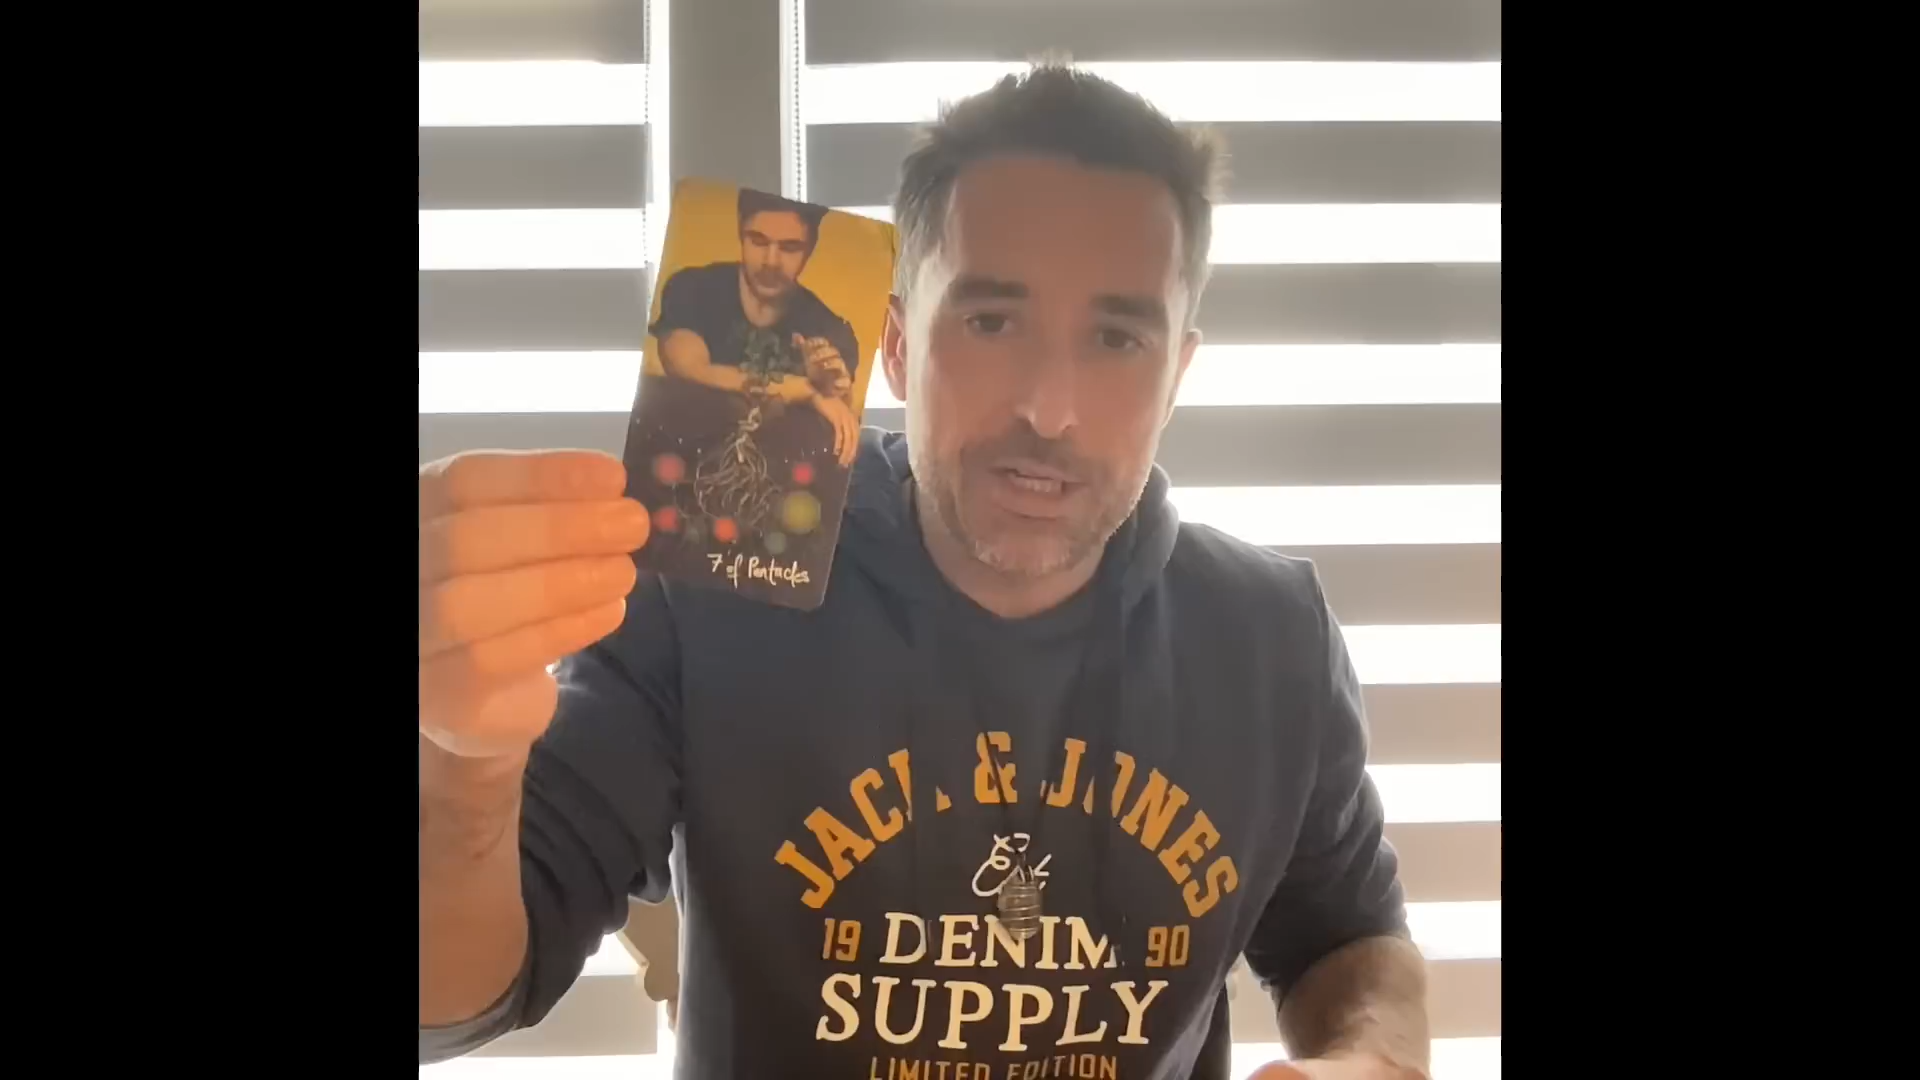 7 of Pentacles
JACK & JONES
19 DENIM 90
SUPPLY
LIMITED EDITION